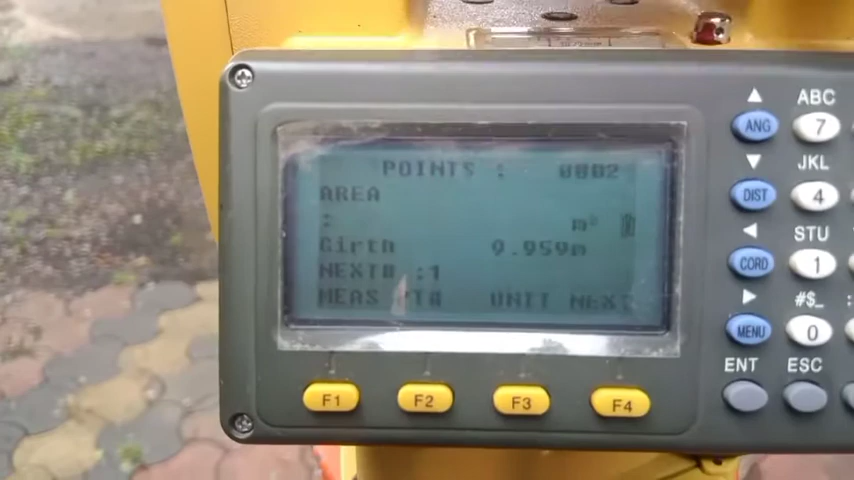 POINTS : 0002
AREA
: m²
Girth 9.959m
NEXT# :1
MEAS PT# UNIT NEXT
F1 F2 F3 F4
ANG ABC 7
DIST JKL 4
CORD STU 1
MENU #$_ 0
ENT ESC